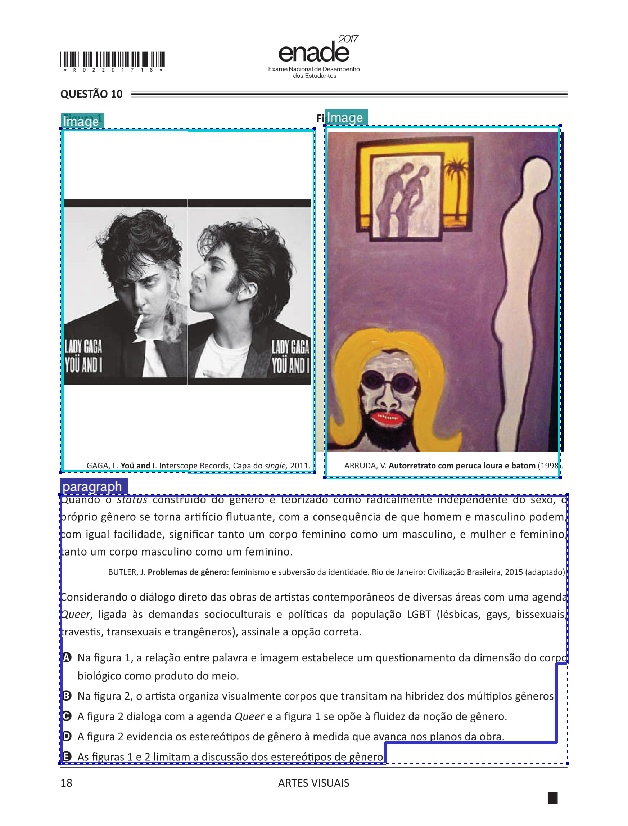 *R0220171 8*
2017
enade
Exame Nacional de Desempenho
dos Estudantes
QUESTÃO 10
Image
Fi
Image
LADY GAGA
YOÜ AND I
LADY GAGA
YOÜ AND I
GAGA, L. Yoü and I. Interscope Records, Capa do single, 2011.
ARRUDA, V. Autorretrato com peruca loura e batom (1998
paragraph
Quando o status construído do gênero é teorizado como radicalmente independente do sexo, o
próprio gênero se torna artifício flutuante, com a consequência de que homem e masculino podem,
com igual facilidade, significar tanto um corpo feminino como um masculino, e mulher e feminino,
tanto um corpo masculino como um feminino.
BUTLER, J. Problemas de gênero: feminismo e subversão da identidade. Rio de Janeiro: Civilização Brasileira, 2015 (adaptado).
Considerando o diálogo direto das obras de artistas contemporâneos de diversas áreas com uma agenda
Queer, ligada às demandas socioculturais e políticas da população LGBT (lésbicas, gays, bissexuais,
travestis, transexuais e trangêneros), assinale a opção correta.
A Na figura 1, a relação entre palavra e imagem estabelece um questionamento da dimensão do corpo
biológico como produto do meio.
B Na figura 2, o artista organiza visualmente corpos que transitam na hibridez dos múltiplos gêneros.
C A figura 2 dialoga com a agenda Queer e a figura 1 se opõe à fluidez da noção de gênero.
D A figura 2 evidencia os estereótipos de gênero à medida que avança nos planos da obra.
E As figuras 1 e 2 limitam a discussão dos estereótipos de gênero.
18
ARTES VISUAIS